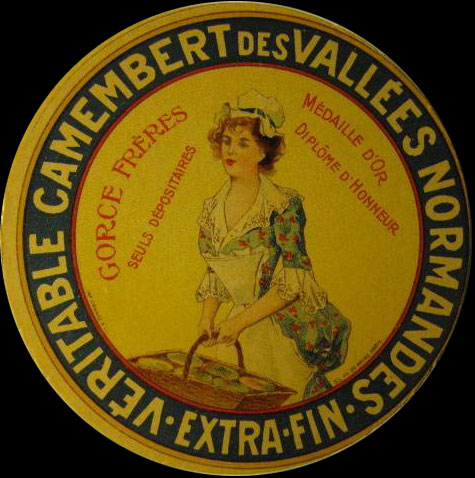 VÉRITABLE CAMEMBERT DES VALLÉES NORMANDES
EXTRA-FIN
GORCE FRÈRES
SEULS DÉPOSITAIRES
MÉDAILLE D'OR
DIPLÔME D'HONNEUR